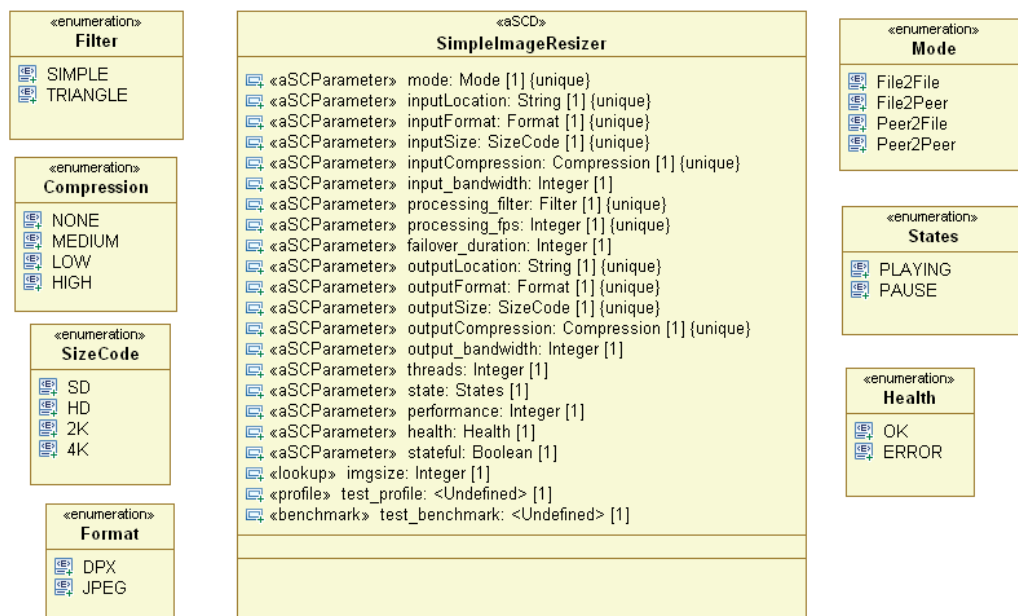 «enumeration»
Filter
SIMPLE
TRIANGLE
«enumeration»
Compression
NONE
MEDIUM
LOW
HIGH
«enumeration»
SizeCode
SD
HD
2K
4K
«enumeration»
Format
DPX
JPEG
«aSCD»
SimpleImageResizer
«aSCParameter» mode: Mode [1] {unique}
«aSCParameter» inputLocation: String [1] {unique}
«aSCParameter» inputFormat: Format [1] {unique}
«aSCParameter» inputSize: SizeCode [1] {unique}
«aSCParameter» inputCompression: Compression [1] {unique}
«aSCParameter» input_bandwidth: Integer [1]
«aSCParameter» processing_filter: Filter [1] {unique}
«aSCParameter» processing_fps: Integer [1] {unique}
«aSCParameter» failover_duration: Integer [1]
«aSCParameter» outputLocation: String [1] {unique}
«aSCParameter» outputFormat: Format [1] {unique}
«aSCParameter» outputSize: SizeCode [1] {unique}
«aSCParameter» outputCompression: Compression [1] {unique}
«aSCParameter» output_bandwidth: Integer [1]
«aSCParameter» threads: Integer [1]
«aSCParameter» state: States [1]
«aSCParameter» performance: Integer [1]
«aSCParameter» health: Health [1]
«aSCParameter» stateful: Boolean [1]
«lookup» imgsize: Integer [1]
«profile» test_profile: <Undefined> [1]
«benchmark» test_benchmark: <Undefined> [1]
«enumeration»
Mode
File2File
File2Peer
Peer2File
Peer2Peer
«enumeration»
States
PLAYING
PAUSE
«enumeration»
Health
OK
ERROR